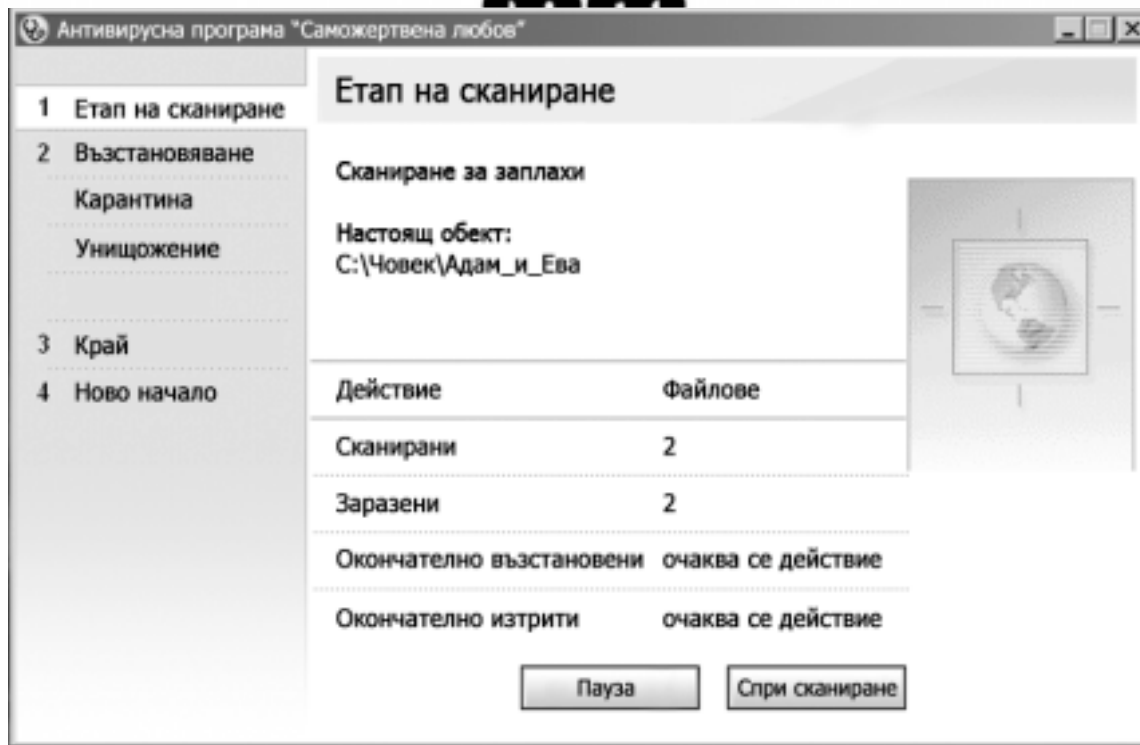 Антивирусна програма "Саможертвена любов"
1 Етап на сканиране
2 Възстановяване
Карантина
Унищожение
3 Край
4 Ново начало
Етап на сканиране
Сканиране за заплахи
Настоящ обект:
C:\Човек\Адам_и_Ева
Действие Файлове
Сканирани 2
Заразени 2
Окончателно възстановени очаква се действие
Окончателно изтрити очаква се действие
Пауза Спри сканиране